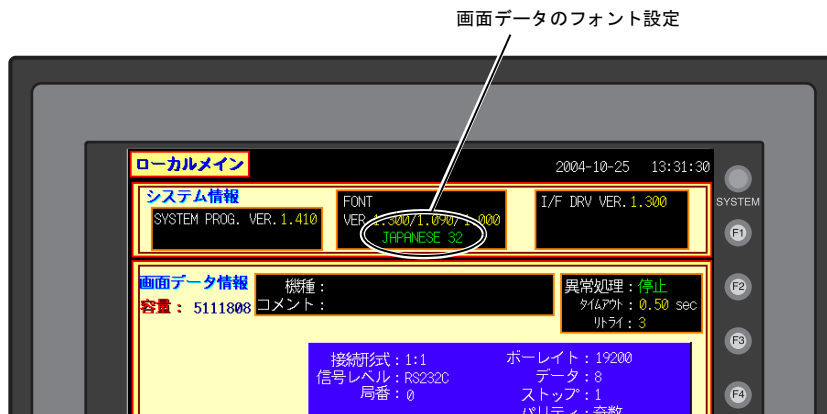 画面データのフォント設定
ローカルメイン
2004-10-25 13:31:30
システム情報
SYSTEM PROG. VER.1.410
FONT
VER.1.300/1.090/1.000
JAPANESE 32
I/F DRV VER.1.300
SYSTEM
F1
画面データ情報
容量： 5111808
機種：
コメント：
異常処理：停止
ﾀｲﾑｱｳﾄ：0.50 sec
ﾘﾄﾗｲ：3
F2
F3
接続形式：1:1
信号レベル：RS232C
局番：0
ボーレイト：19200
データ：8
ストップ：1
パリティ：奇数
F4